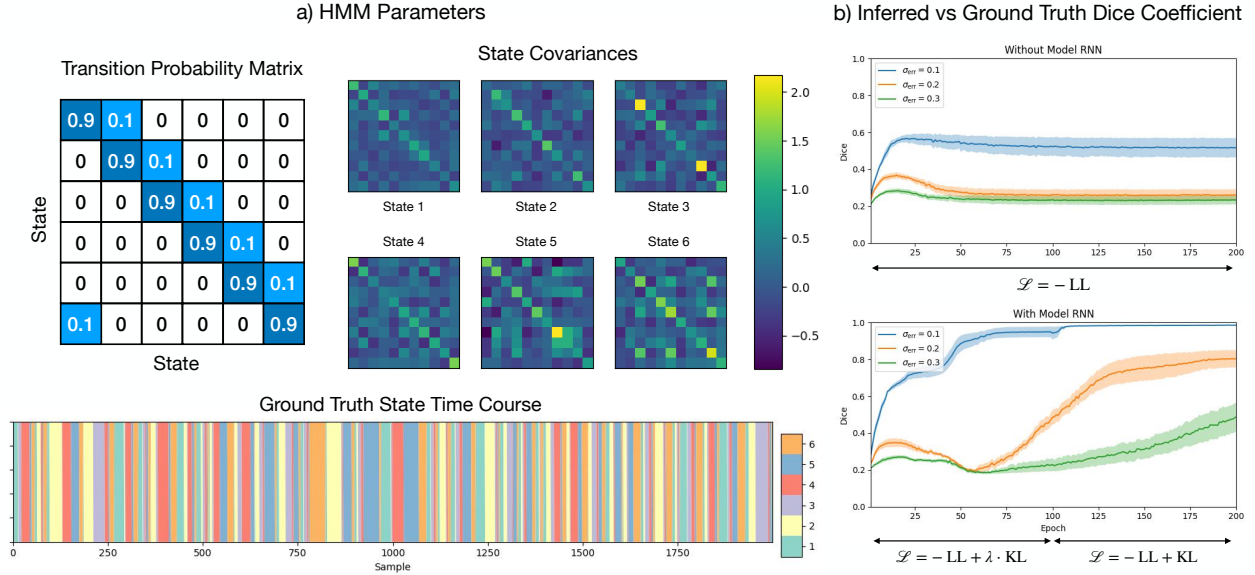 a) HMM Parameters
Transition Probability Matrix
0.9 0.1 0 0 0 0
0 0.9 0.1 0 0 0
0 0 0.9 0.1 0 0
0 0 0 0.9 0.1 0
0 0 0 0 0.9 0.1
0.1 0 0 0 0 0.9
State
State
State Covariances
State 1 State 2 State 3
State 4 State 5 State 6
2.0
1.5
1.0
0.5
0.0
−0.5
Ground Truth State Time Course
6
5
4
3
2
1
0 250 500 750 1000 1250 1500 1750
Sample
b) Inferred vs Ground Truth Dice Coefficient
Without Model RNN
σerr = 0.1
σerr = 0.2
σerr = 0.3
1.0
0.8
0.6
0.4
0.2
0.0
Dice
25 50 75 100 125 150 175 200
ℒ = − LL
With Model RNN
σerr = 0.1
σerr = 0.2
σerr = 0.3
1.0
0.8
0.6
0.4
0.2
0.0
Dice
25 50 75 100 125 150 175 200
Epoch
ℒ = − LL + λ · KL ℒ = − LL + KL